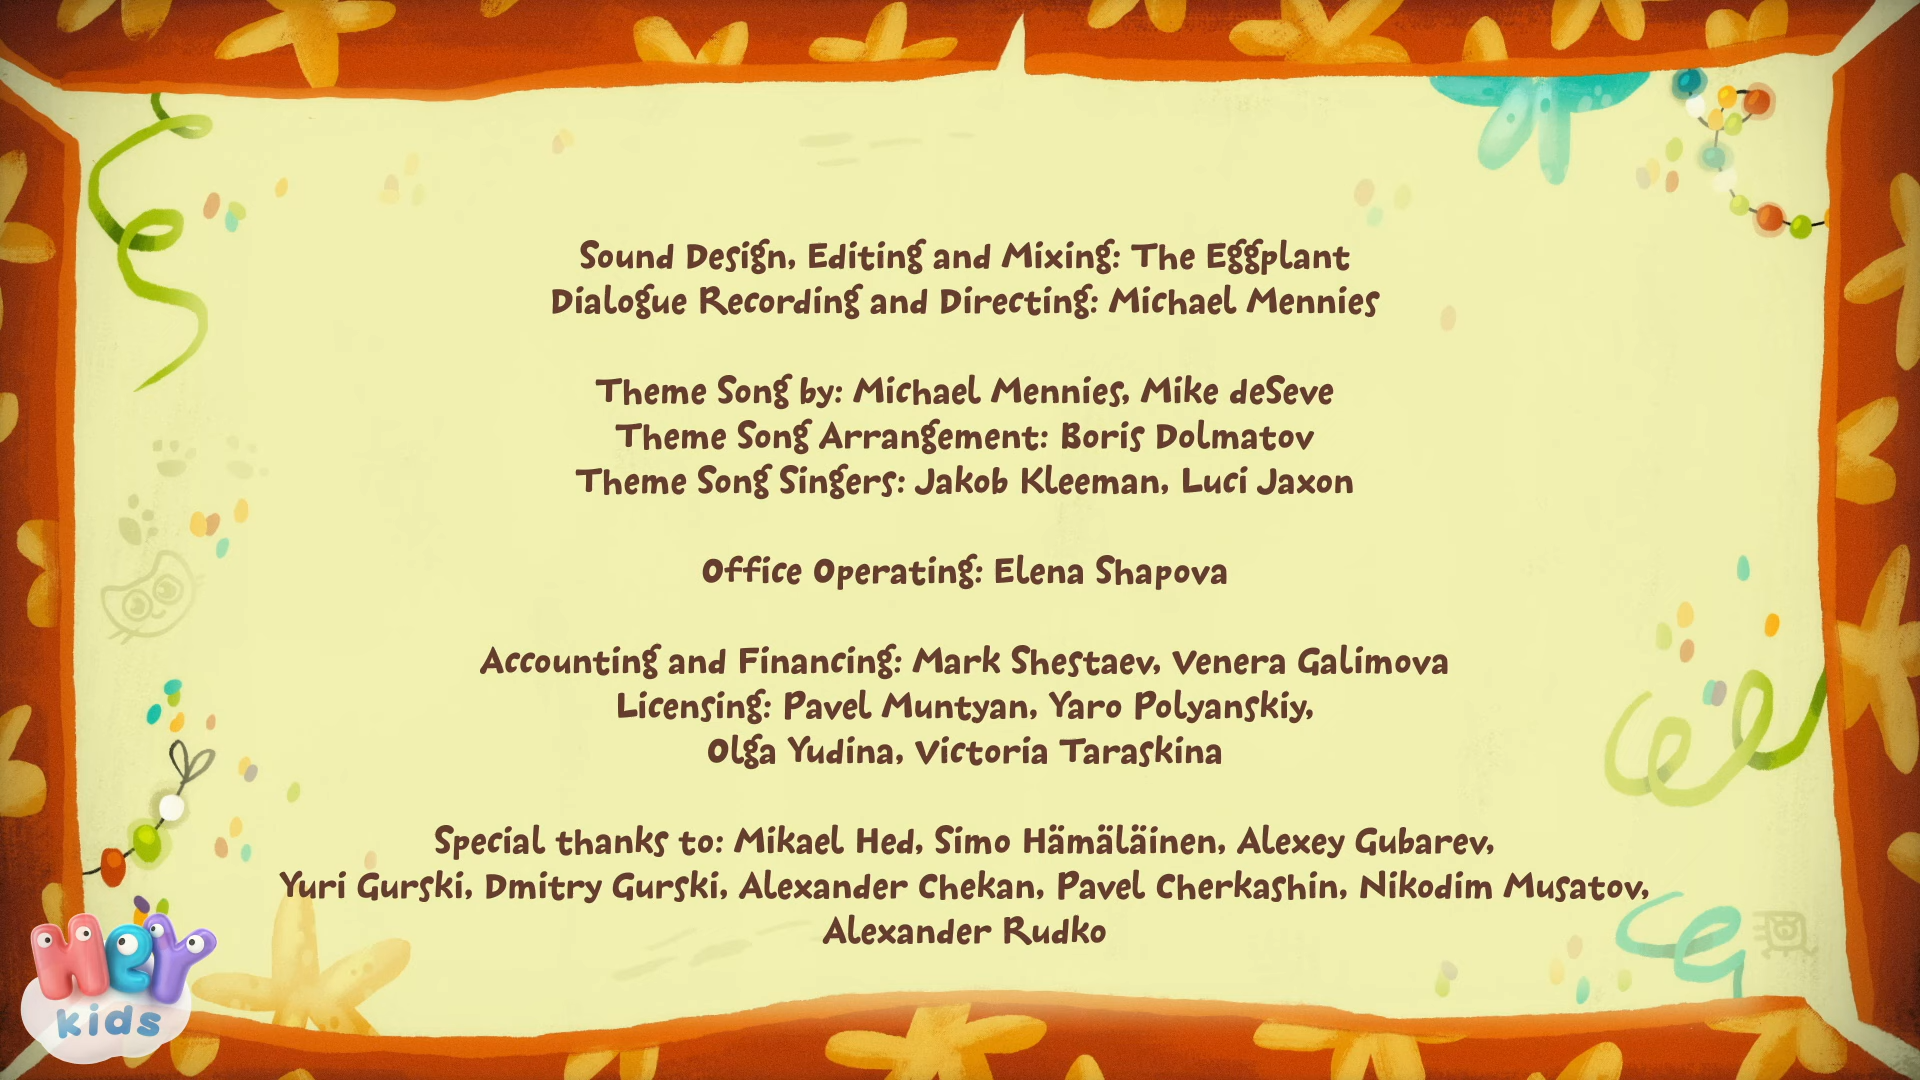 Sound Design, Editing and Mixing: The Eggplant
Dialogue Recording and Directing: Michael Mennies
Theme Song by: Michael Mennies, Mike deSeve
Theme Song Arrangement: Boris Dolmatov
Theme Song Singers: Jakob Kleeman, Luci Jaxon
Office Operating: Elena Shapova
Accounting and Financing: Mark Shestaev, Venera Galimova
Licensing: Pavel Muntyan, Yaro Polyanskiy,
Olga Yudina, Victoria Taraskina
Special thanks to: Mikael Hed, Simo Hämäläinen, Alexey Gubarev,
Yuri Gurski, Dmitry Gurski, Alexander Chekan, Pavel Cherkashin, Nikodim Musatov,
Alexander Rudko
HeY
kids